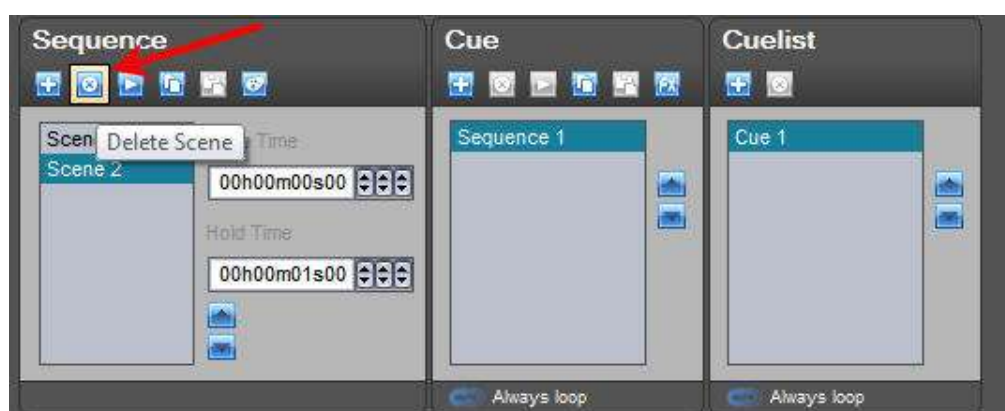 Sequence
Cue
Cuelist
FX
Scen
Delete Scene
Time
Scene 2
00h00m00s00
Hold Time
00h00m01s00
Sequence 1
Always loop
Cue 1
Always loop